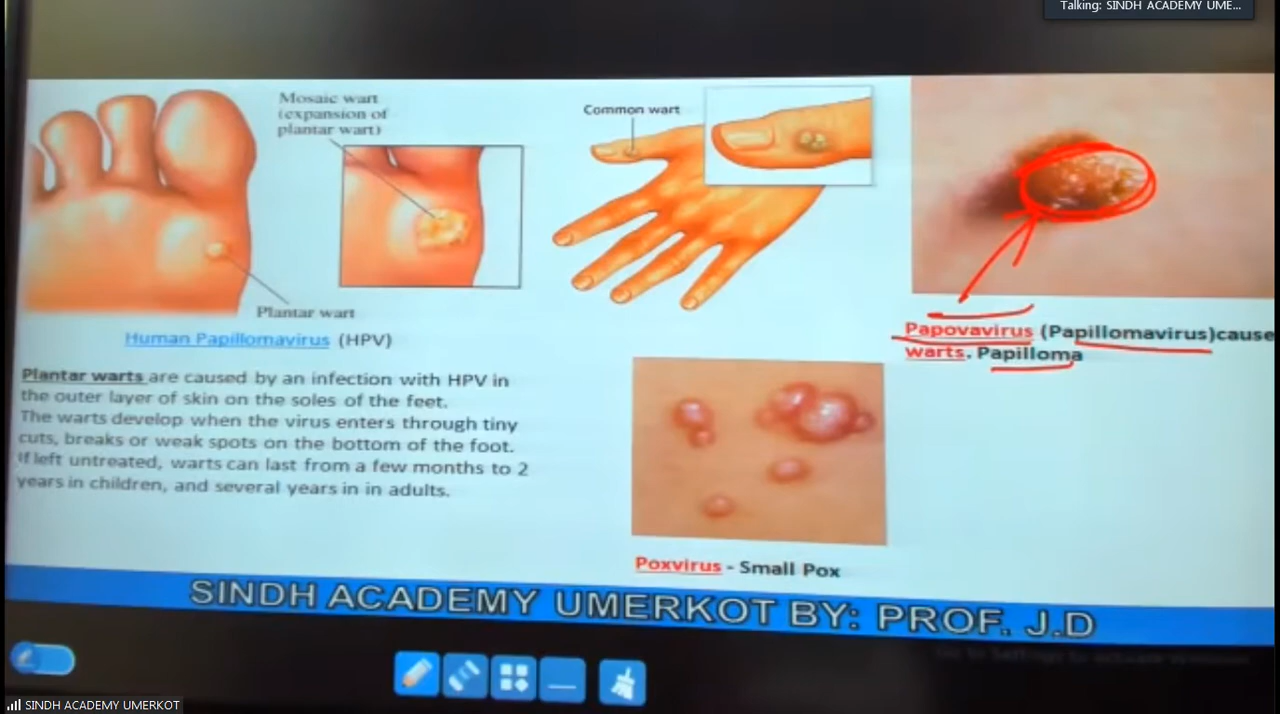 Talking: SINDH ACADEMY UME...
Mosaic wart
(expansion of
plantar wart)
Common wart
Plantar wart
Human Papillomavirus (HPV)
Papovavirus (Papillomavirus)cause
warts. Papilloma
Plantar warts are caused by an infection with HPV in
the outer layer of skin on the soles of the feet.
The warts develop when the virus enters through tiny
cuts, breaks or weak spots on the bottom of the foot.
If left untreated, warts can last from a few months to 2
years in children, and several years in in adults.
Poxvirus - Small Pox
SINDH ACADEMY UMERKOT BY: PROF. J.D
SINDH ACADEMY UMERKOT